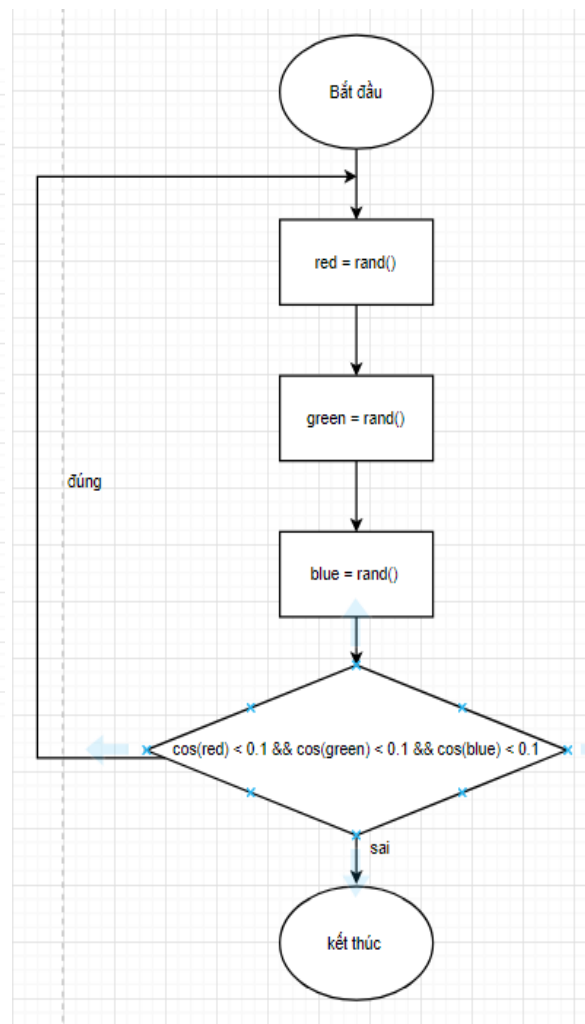 Bắt đầu
red = rand()
green = rand()
đúng
blue = rand()
cos(red) < 0.1 && cos(green) < 0.1 && cos(blue) < 0.1
sai
kết thúc